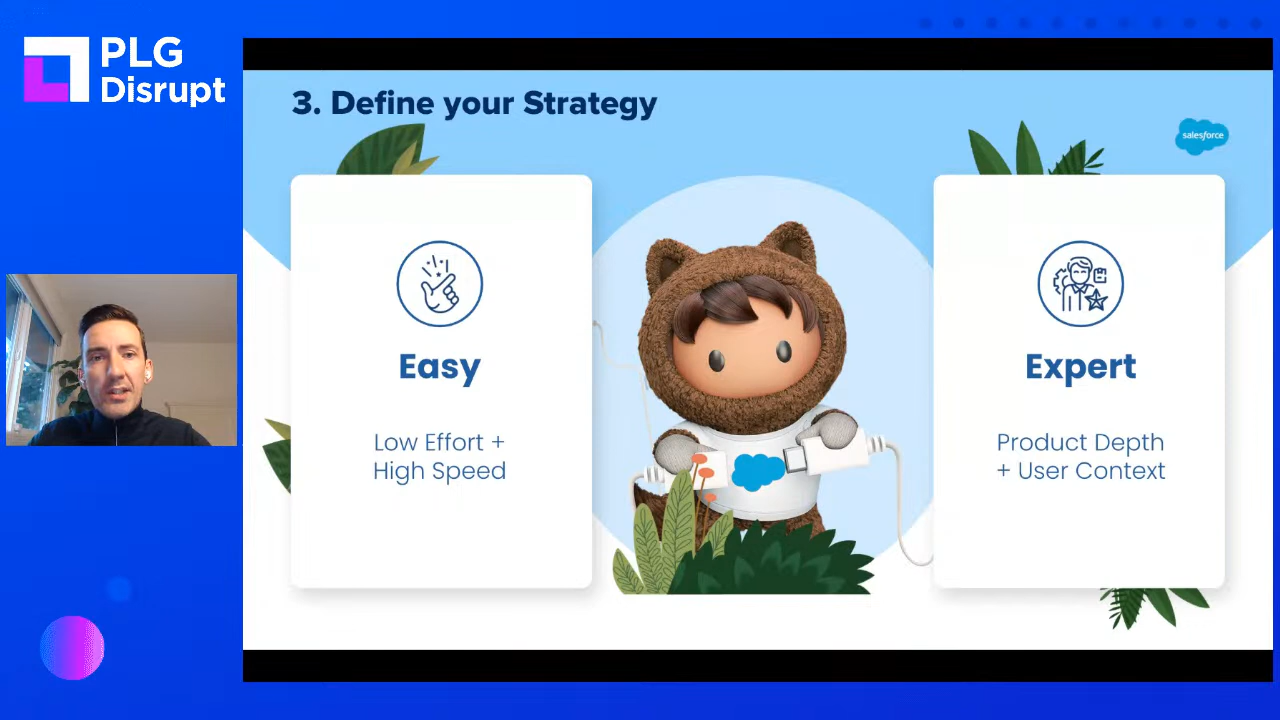 PLG
Disrupt
3. Define your Strategy
salesforce
Easy
Low Effort +
High Speed
Expert
Product Depth
+ User Context